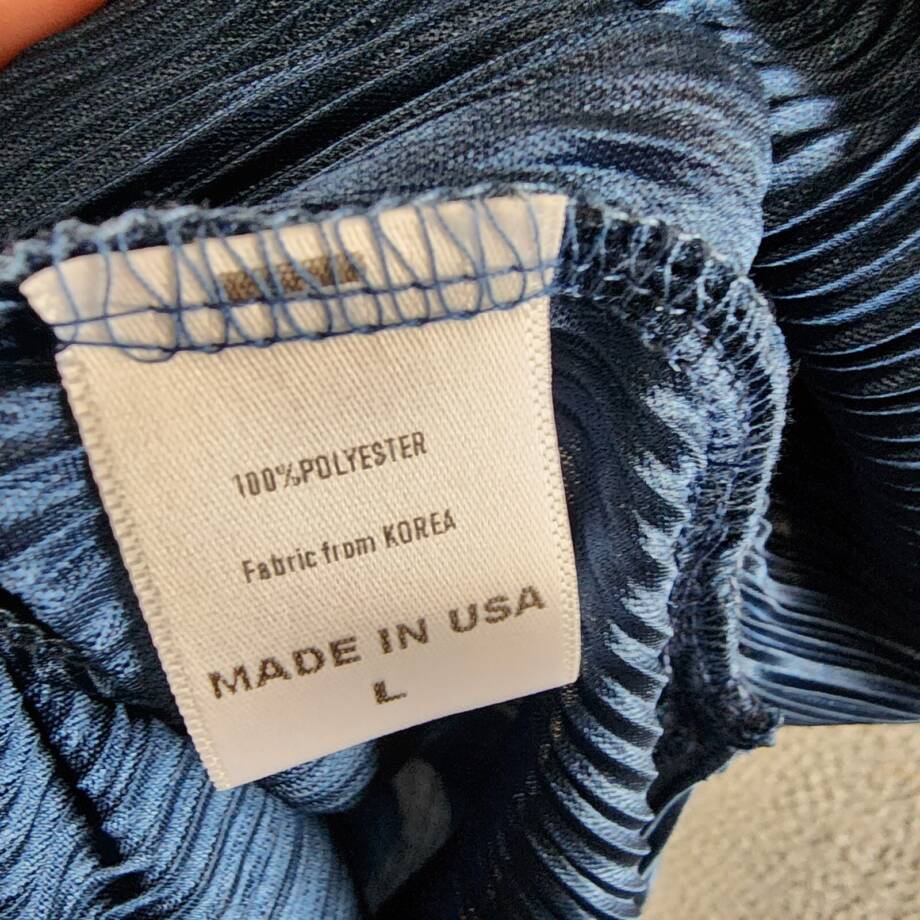 100%POLYESTER
Fabric from KOREA
MADE IN USA
L